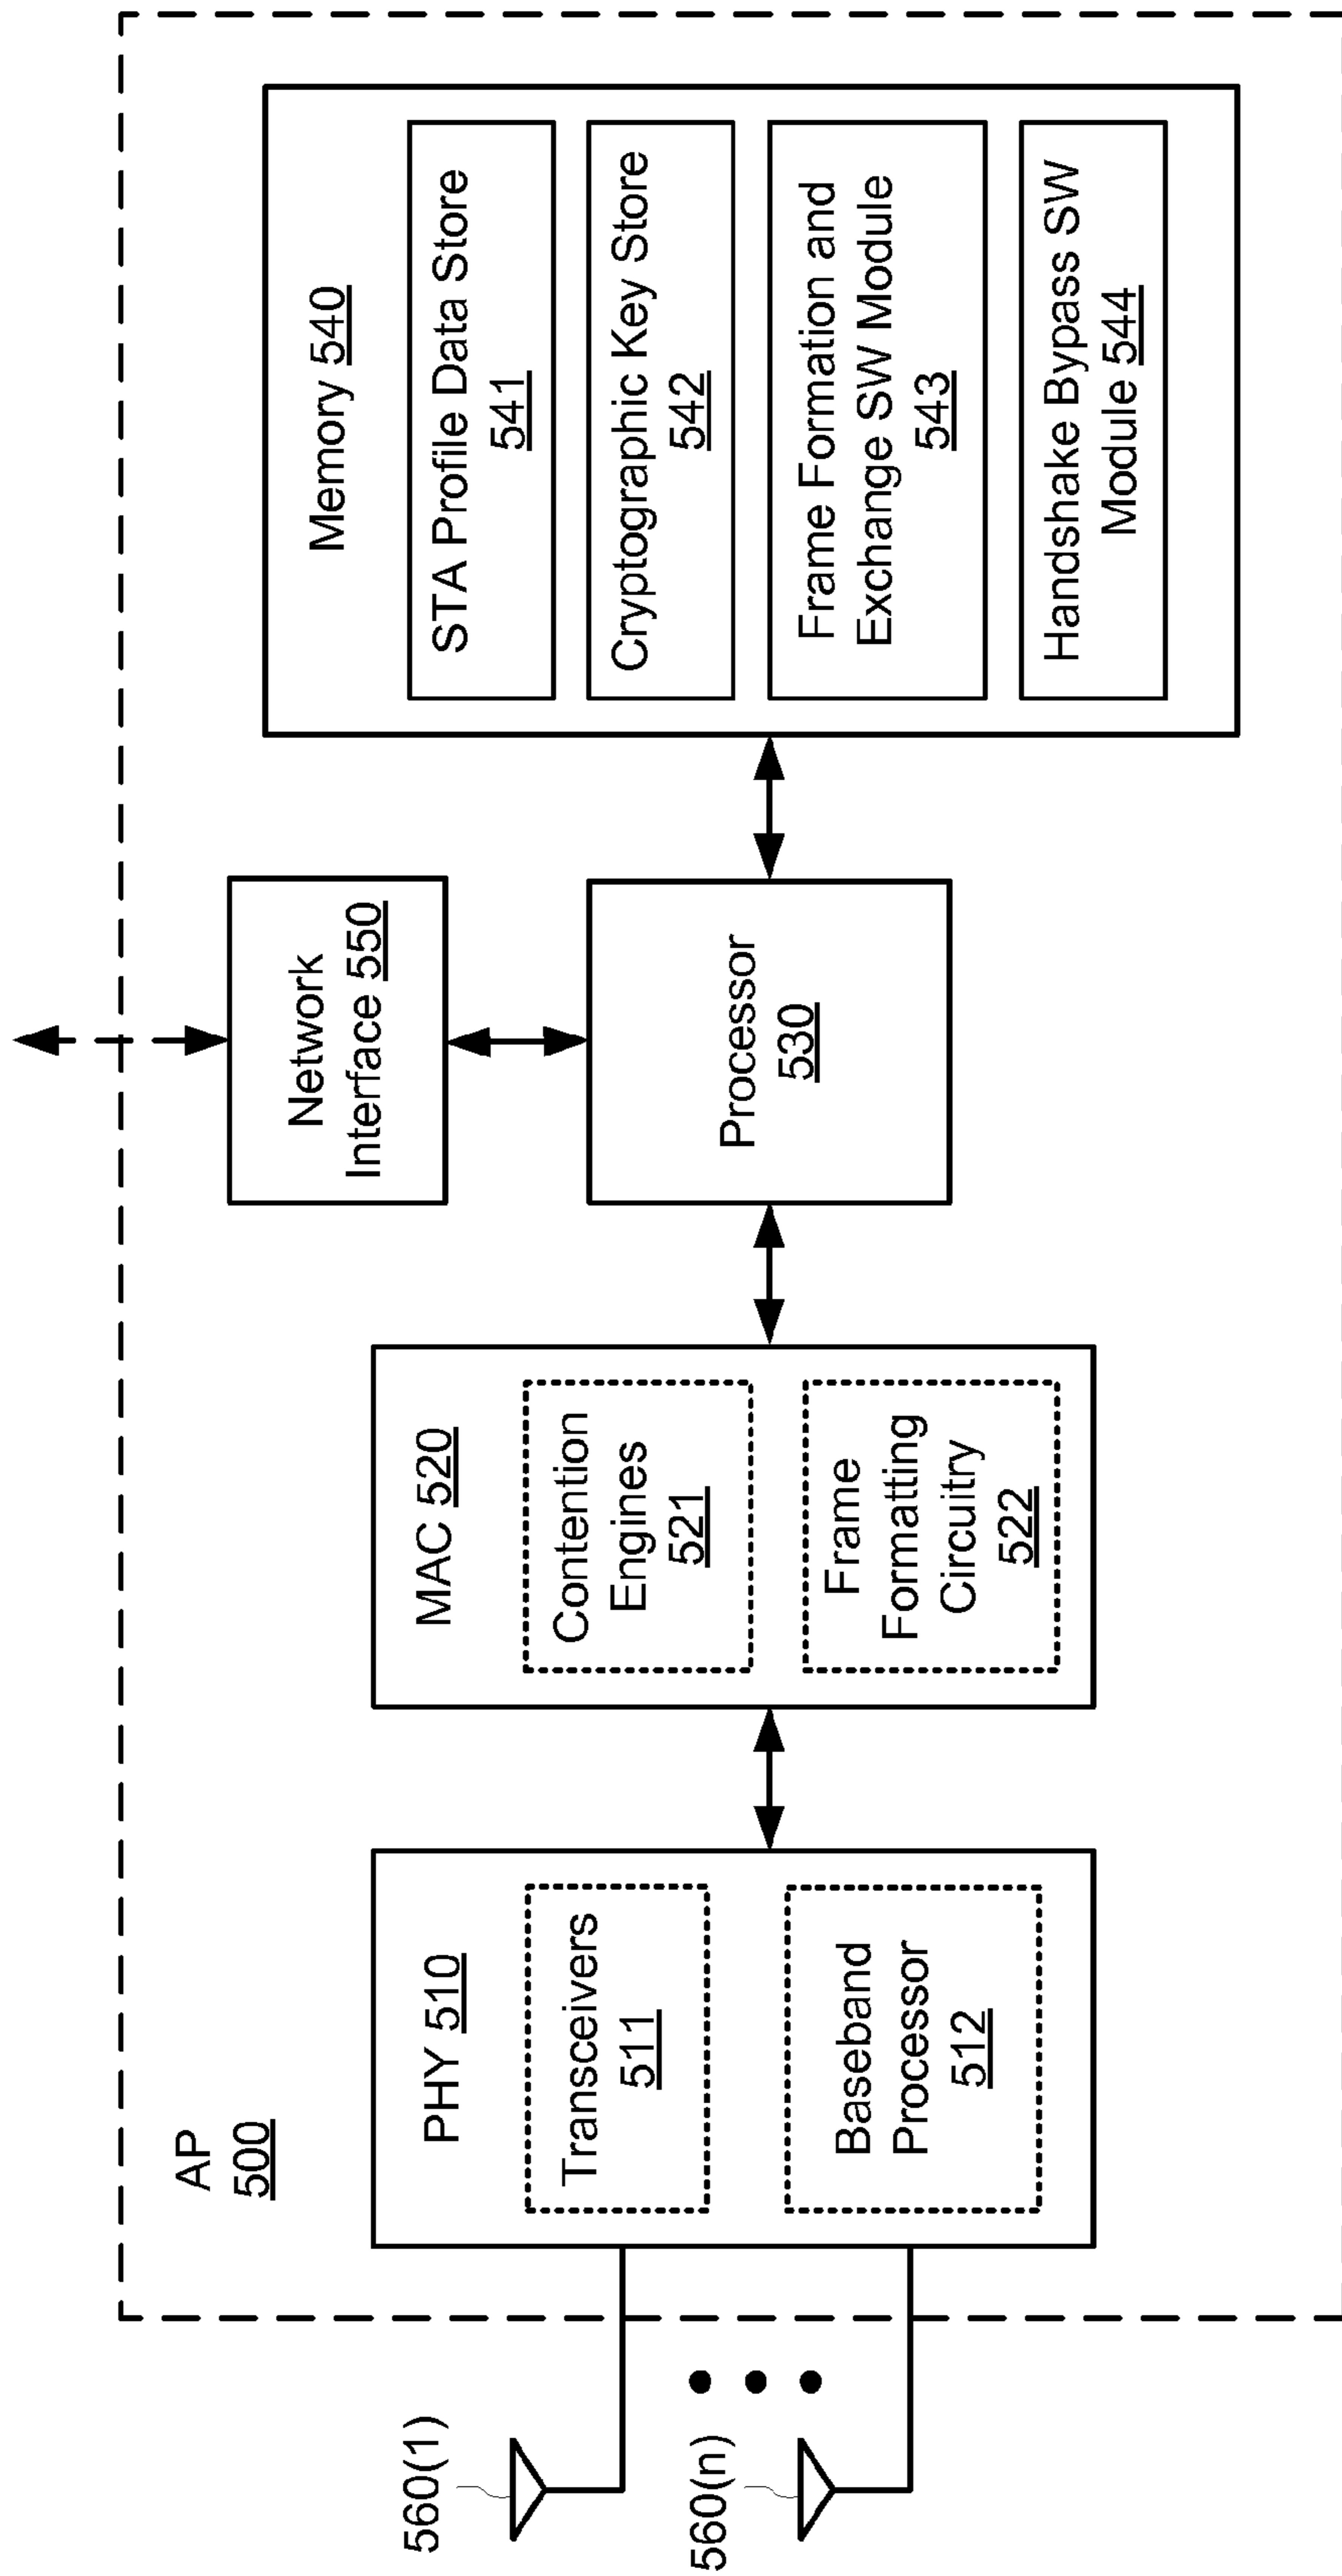 AP
500
560(1)
560(n)
PHY 510
Transceivers
511
Baseband
Processor
512
MAC 520
Contention
Engines
521
Frame
Formatting
Circuitry
522
Network
Interface 550
Processor
530
Memory 540
STA Profile Data Store
541
Cryptographic Key Store
542
Frame Formation and
Exchange SW Module
543
Handshake Bypass SW
Module 544